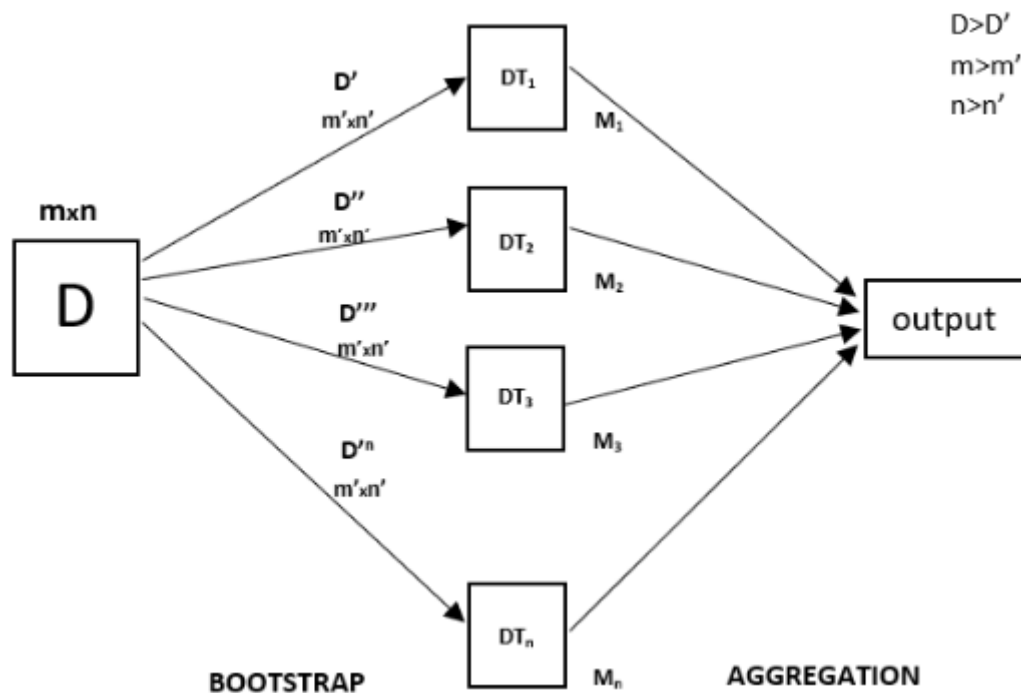 D>D’
m>m’
n>n’
mxn
D
D’
m’xn’
D’’
m’xn’
D’’’
m’xn’
D’ⁿ
m’xn’
DT₁
M₁
DT₂
M₂
DT₃
M₃
DTₙ
Mₙ
output
BOOTSTRAP
AGGREGATION